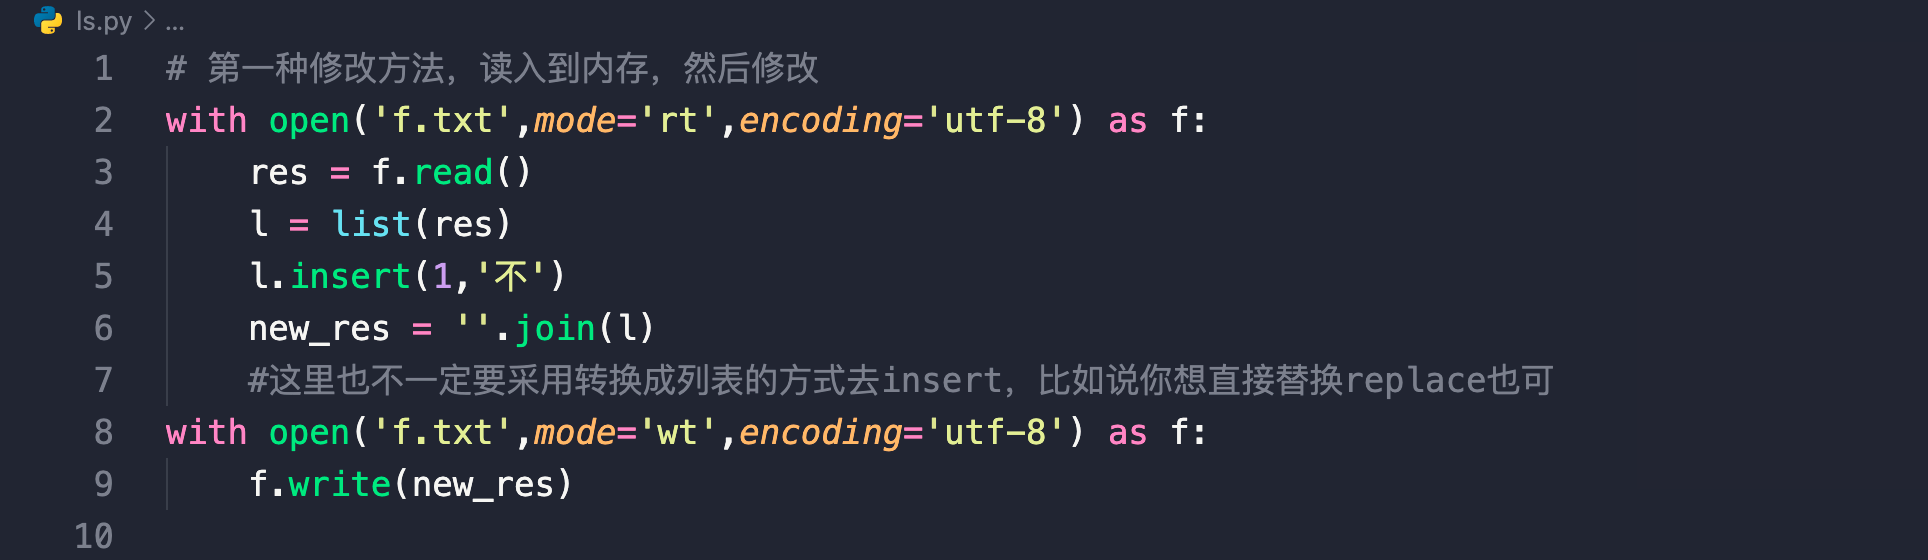 ls.py > ...
1 # 第一种修改方法，读入到内存，然后修改
2 with open('f.txt',mode='rt',encoding='utf-8') as f:
3     res = f.read()
4     l = list(res)
5     l.insert(1,'不')
6     new_res = ''.join(l)
7     #这里也不一定要采用转换成列表的方式去insert，比如说你想直接替换replace也可
8 with open('f.txt',mode='wt',encoding='utf-8') as f:
9     f.write(new_res)
10